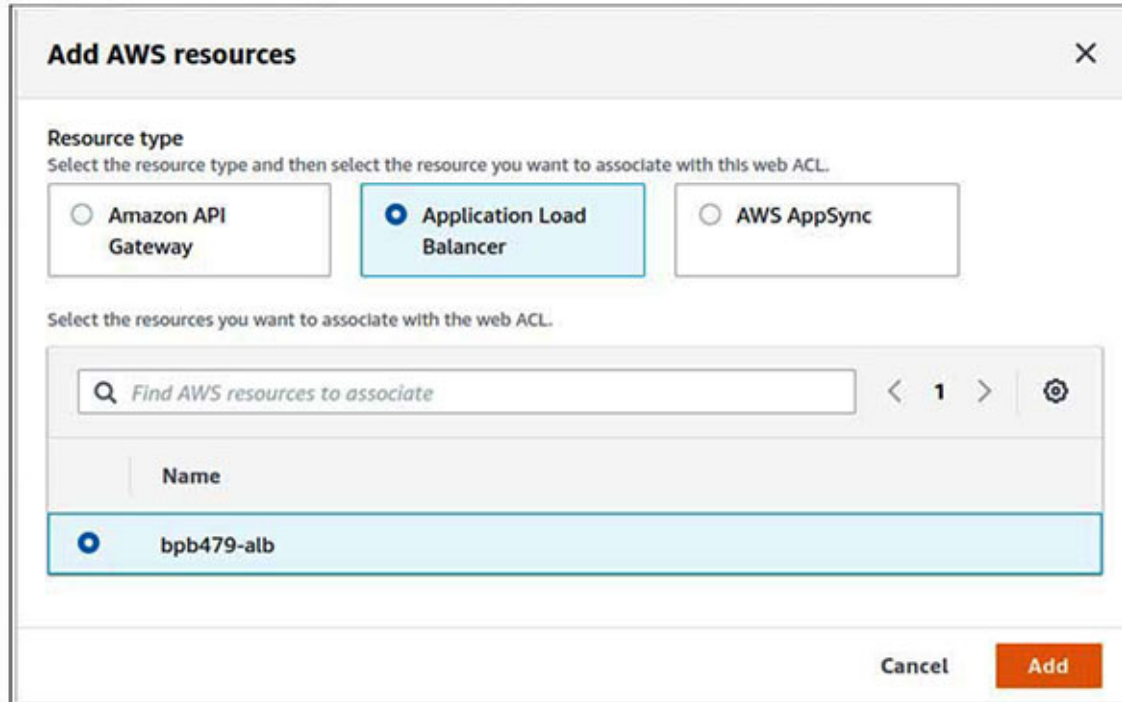 Add AWS resources
Resource type
Select the resource type and then select the resource you want to associate with this web ACL.
Amazon API
Gateway
Application Load
Balancer
AWS AppSync
Select the resources you want to associate with the web ACL.
Find AWS resources to associate
1
Name
bpb479-alb
Cancel
Add